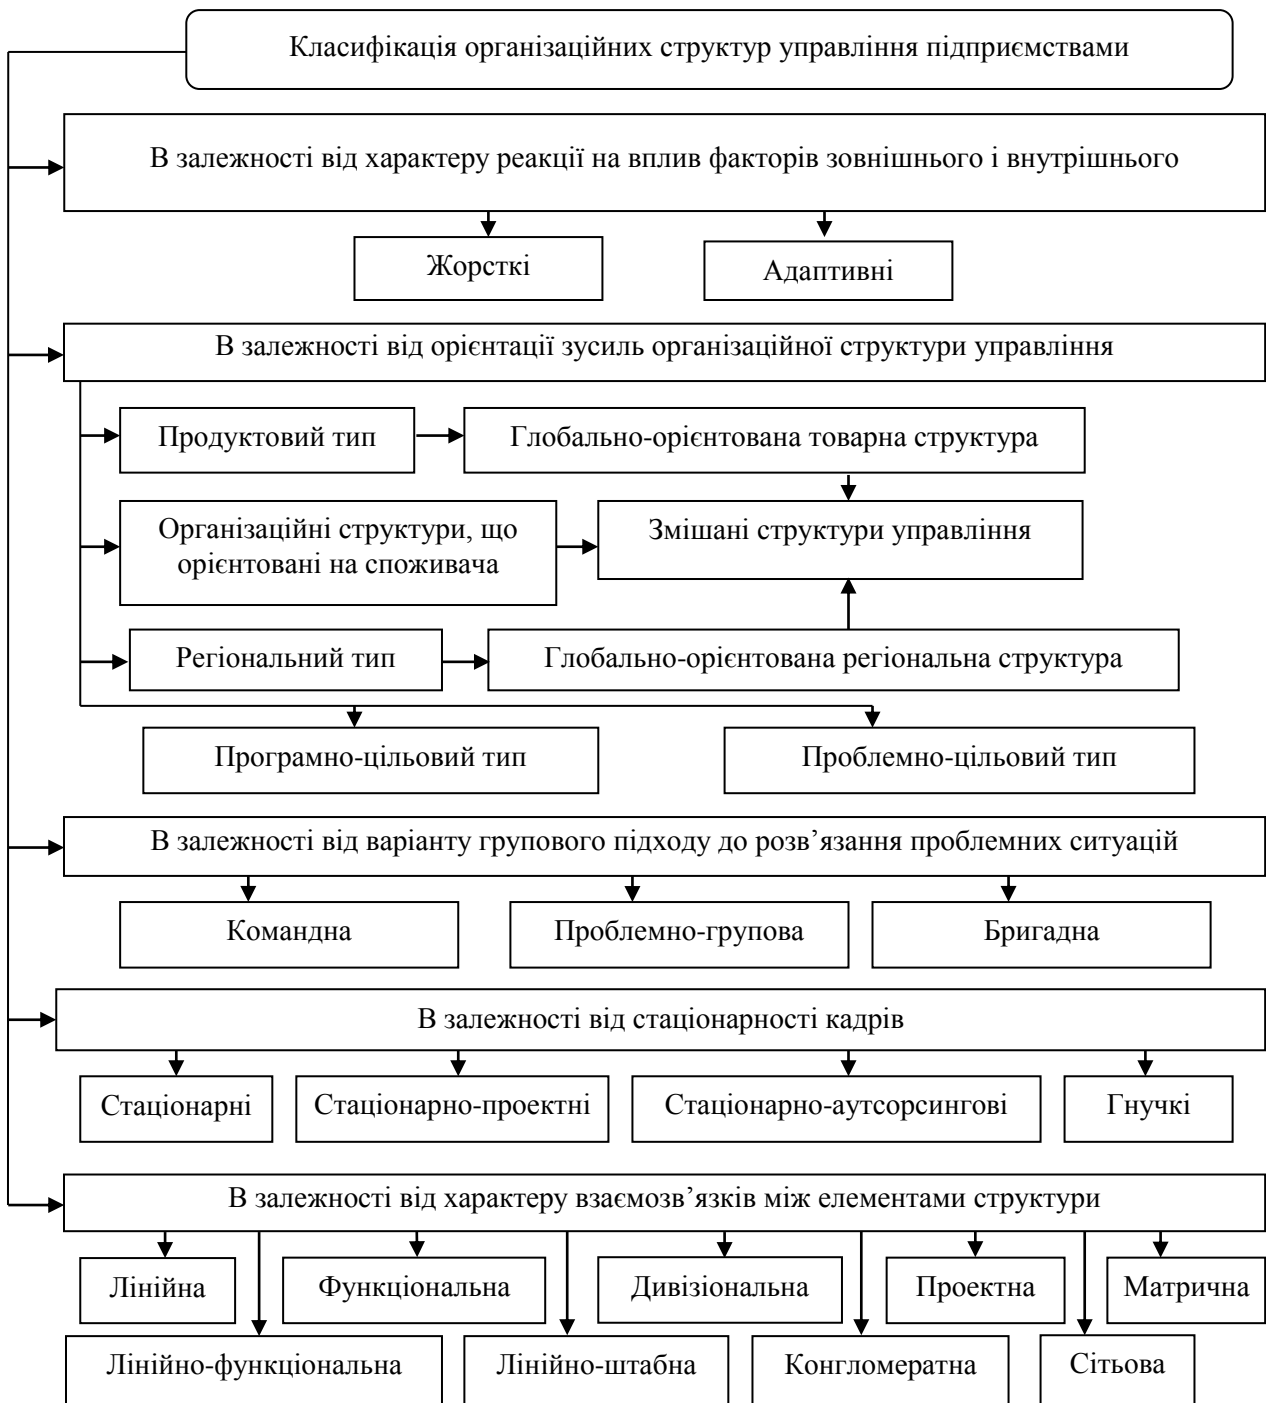 Класифікація організаційних структур управління підприємствами
В залежності від характеру реакції на вплив факторів зовнішнього і внутрішнього
Жорсткі
Адаптивні
В залежності від орієнтації зусиль організаційної структури управління
Продуктовий тип
Глобально-орієнтована товарна структура
Організаційні структури, що
орієнтовані на споживача
Змішані структури управління
Регіональний тип
Глобально-орієнтована регіональна структура
Програмно-цільовий тип
Проблемно-цільовий тип
В залежності від варіанту групового підходу до розв’язання проблемних ситуацій
Командна
Проблемно-групова
Бригадна
В залежності від стаціонарності кадрів
Стаціонарні
Стаціонарно-проектні
Стаціонарно-аутсорсингові
Гнучкі
В залежності від характеру взаємозв’язків між елементами структури
Лінійна
Функціональна
Дивізіональна
Проектна
Матрична
Лінійно-функціональна
Лінійно-штабна
Конгломератна
Сітьова